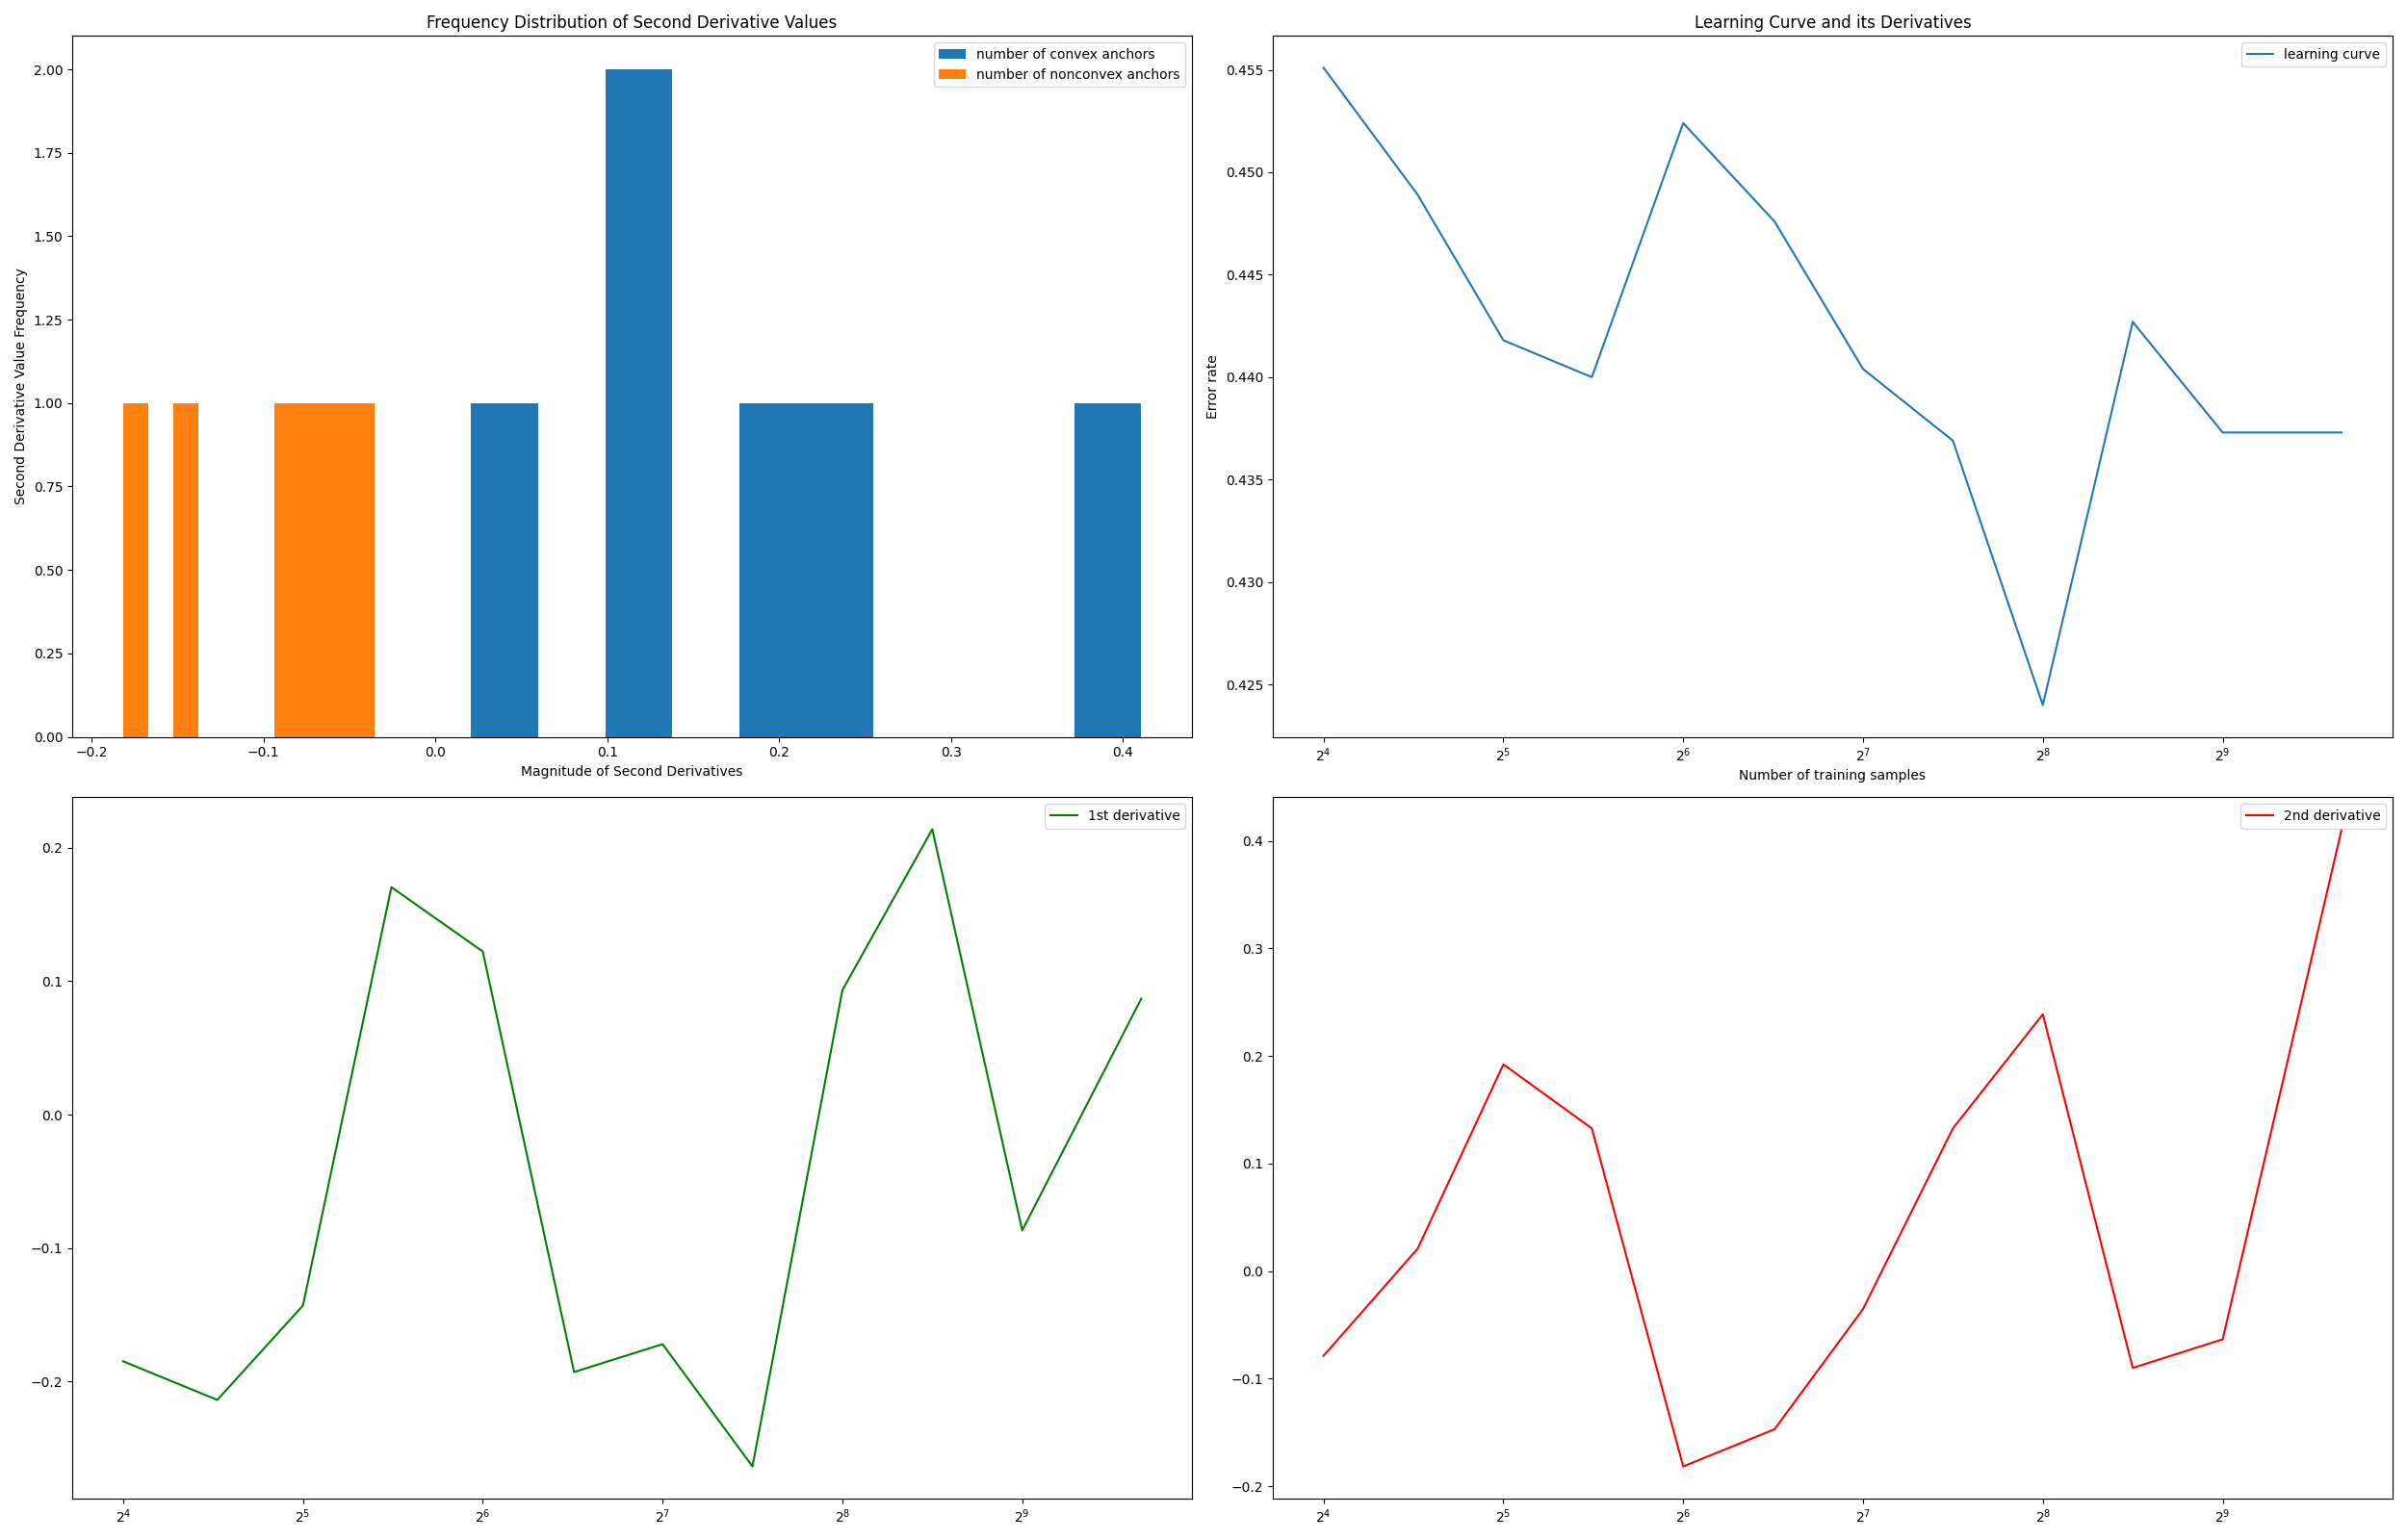 Frequency Distribution of Second Derivative Values
number of convex anchors
number of nonconvex anchors
2.00
1.75
1.50
1.25
1.00
0.75
0.50
0.25
0.00
Second Derivative Value Frequency
−0.2 −0.1 0.0 0.1 0.2 0.3 0.4
Magnitude of Second Derivatives
Learning Curve and its Derivatives
learning curve
0.455
0.450
0.445
0.440
0.435
0.430
0.425
Error rate
2⁴ 2⁵ 2⁶ 2⁷ 2⁸ 2⁹
Number of training samples
1st derivative
0.2
0.1
0.0
−0.1
−0.2
2⁴ 2⁵ 2⁶ 2⁷ 2⁸ 2⁹
2nd derivative
0.4
0.3
0.2
0.1
0.0
−0.1
−0.2
2⁴ 2⁵ 2⁶ 2⁷ 2⁸ 2⁹